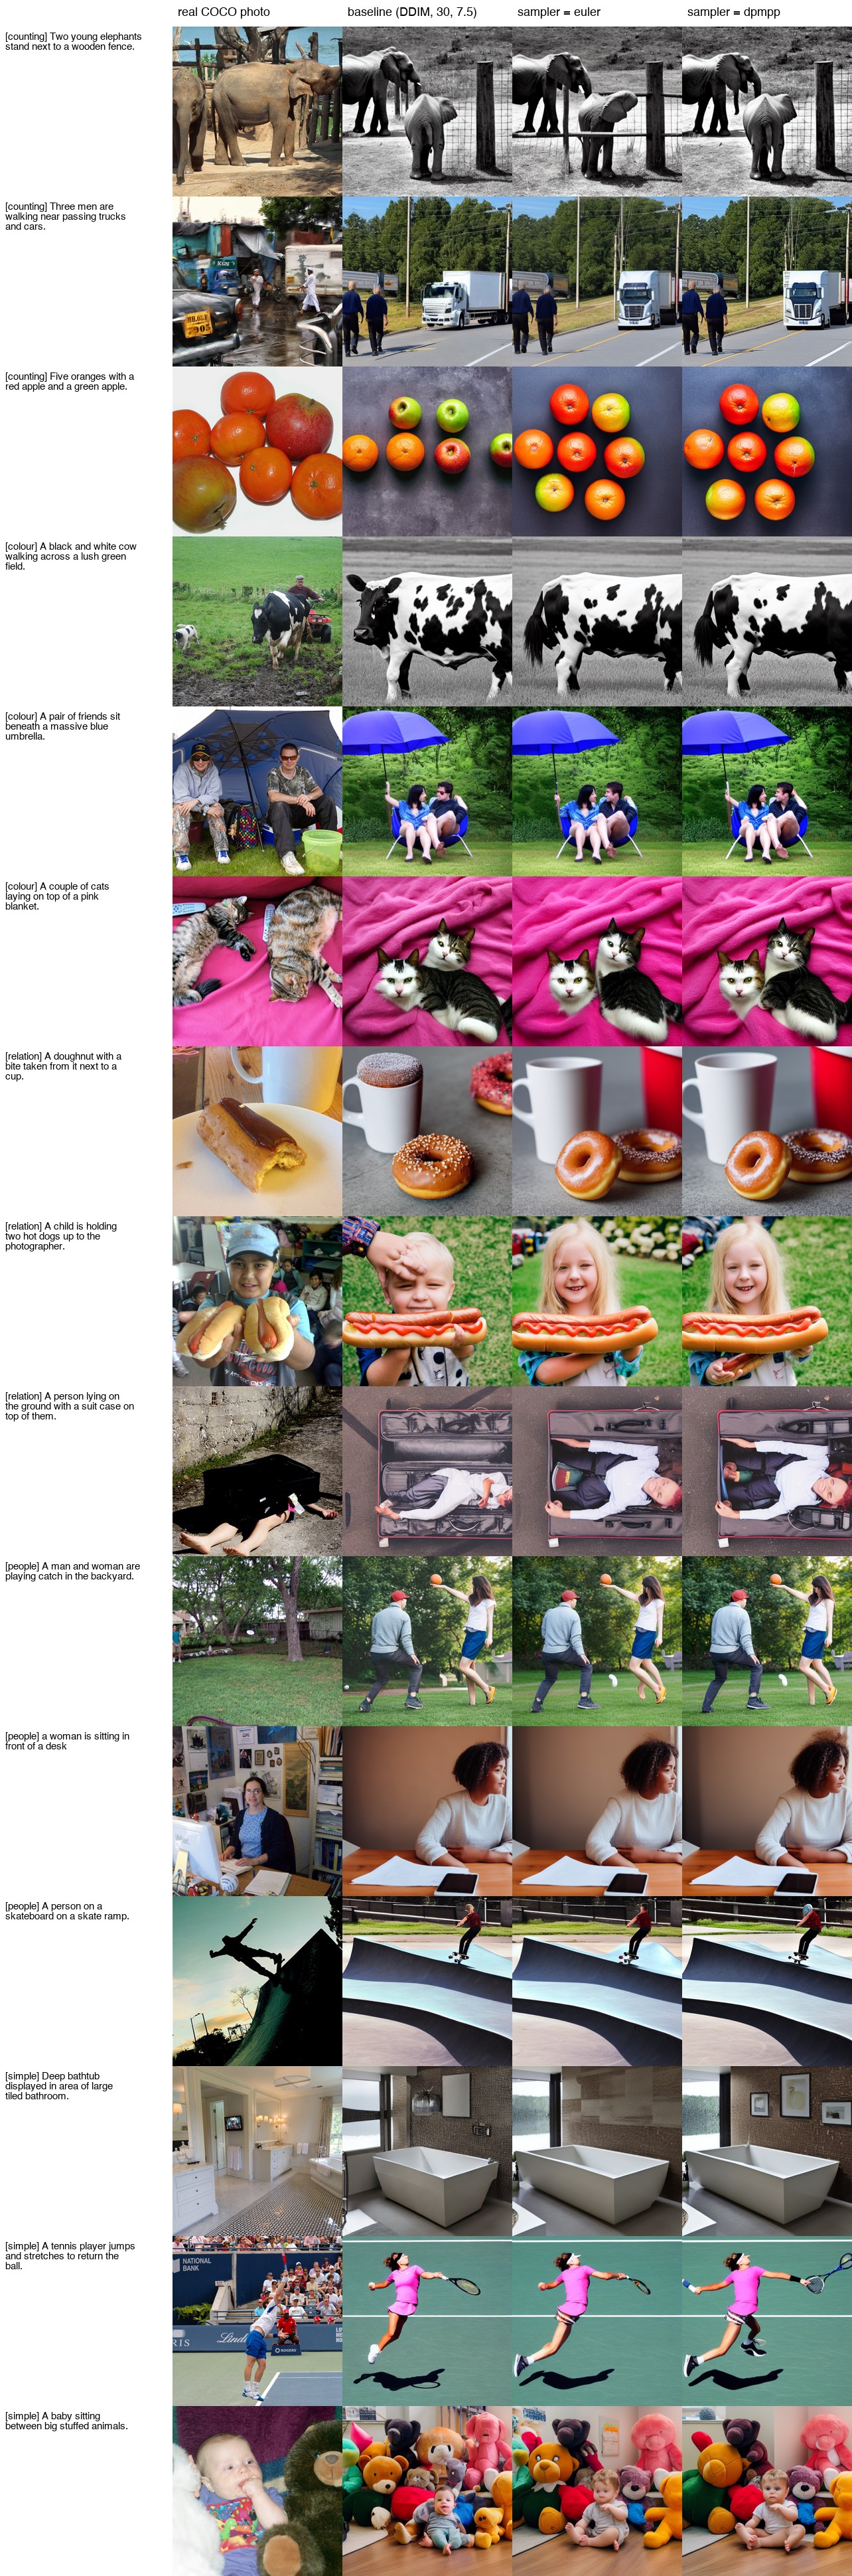 real COCO photo
baseline (DDIM, 30, 7.5)
sampler = euler
sampler = dpmpp
[counting] Two young elephants
stand next to a wooden fence.
[counting] Three men are
walking near passing trucks
and cars.
[counting] Five oranges with a
red apple and a green apple.
[colour] A black and white cow
walking across a lush green
field.
[colour] A pair of friends sit
beneath a massive blue
umbrella.
[colour] A couple of cats
laying on top of a pink
blanket.
[relation] A doughnut with a
bite taken from it next to a
cup.
[relation] A child is holding
two hot dogs up to the
photographer.
[relation] A person lying on
the ground with a suit case on
top of them.
[people] A man and woman are
playing catch in the backyard.
[people] a woman is sitting in
front of a desk
[people] A person on a
skateboard on a skate ramp.
[simple] Deep bathtub
displayed in area of large
tiled bathroom.
[simple] A tennis player jumps
and stretches to return the
ball.
NATIONAL
BANK
[simple] A baby sitting
between big stuffed animals.